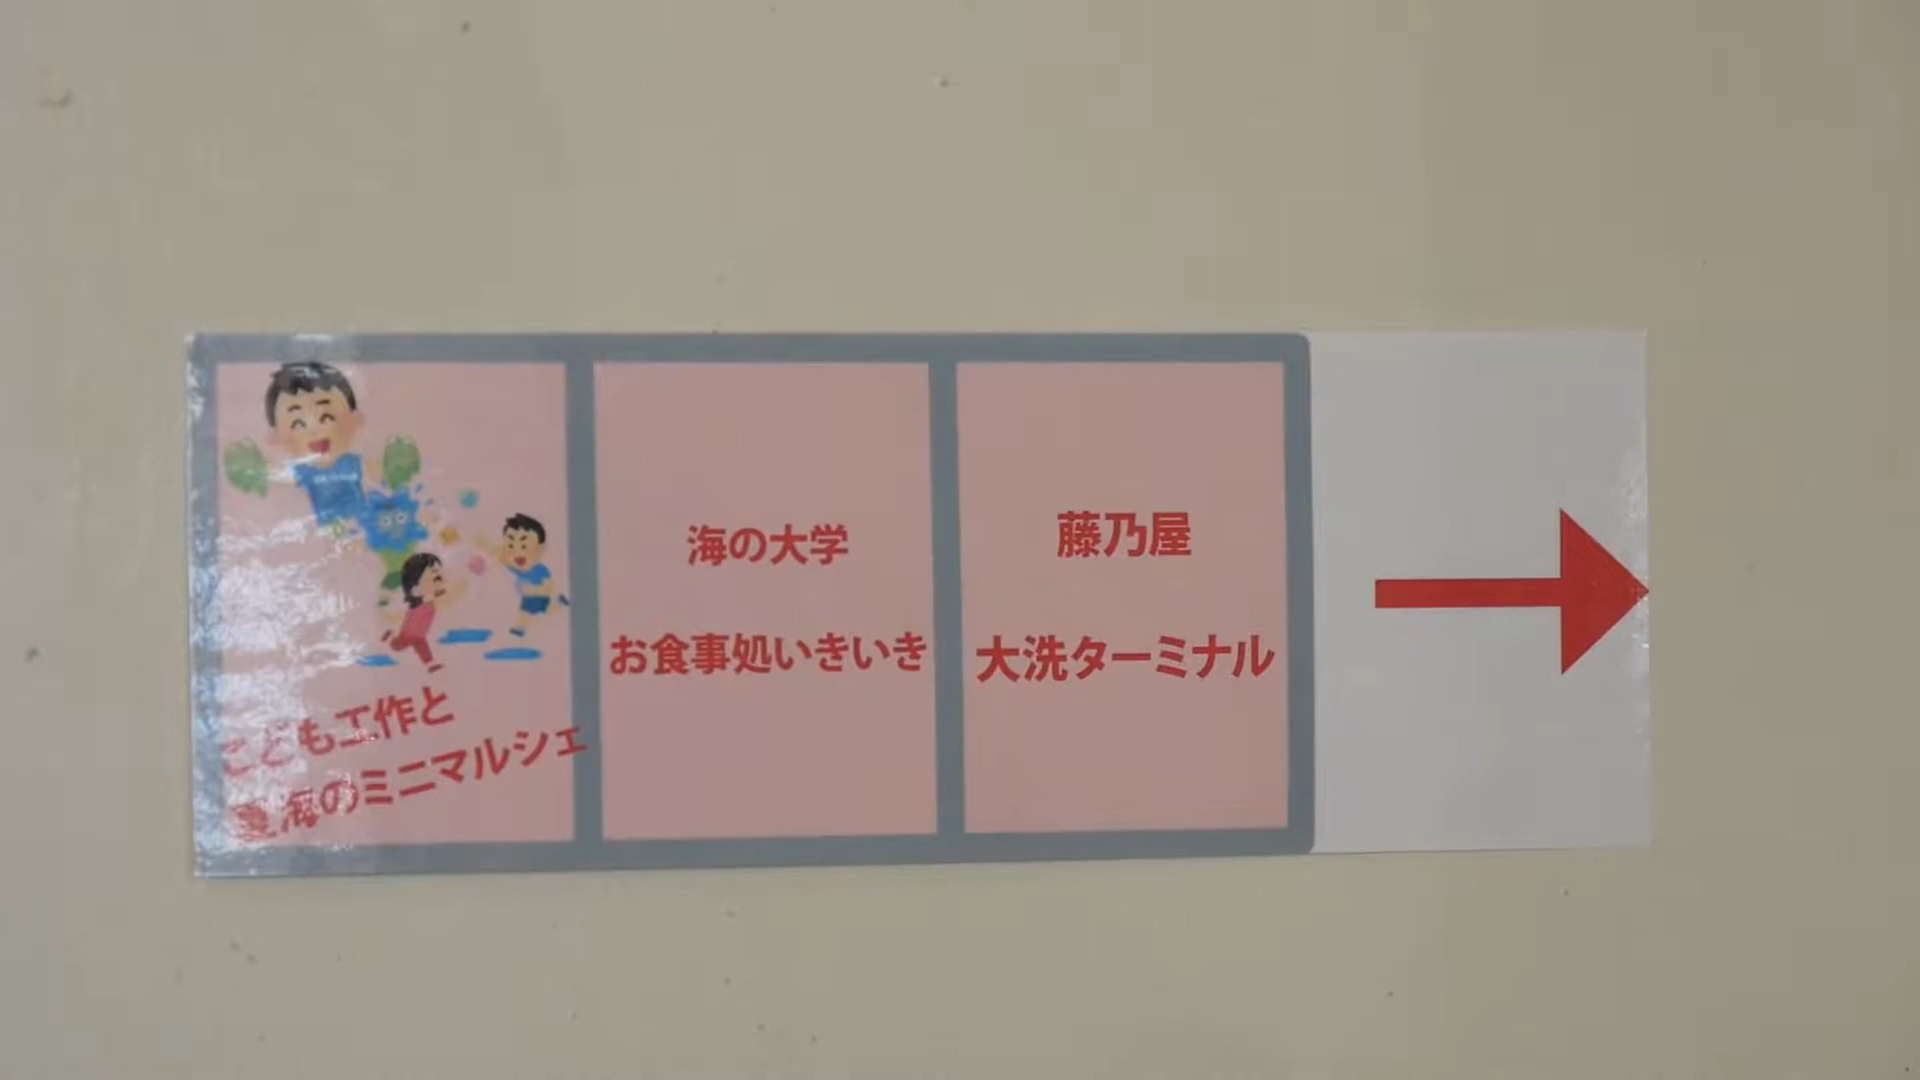 こども工作と
夏海のミニマルシェ
海の大学
お食事処いきいき
藤乃屋
大洗ターミナル